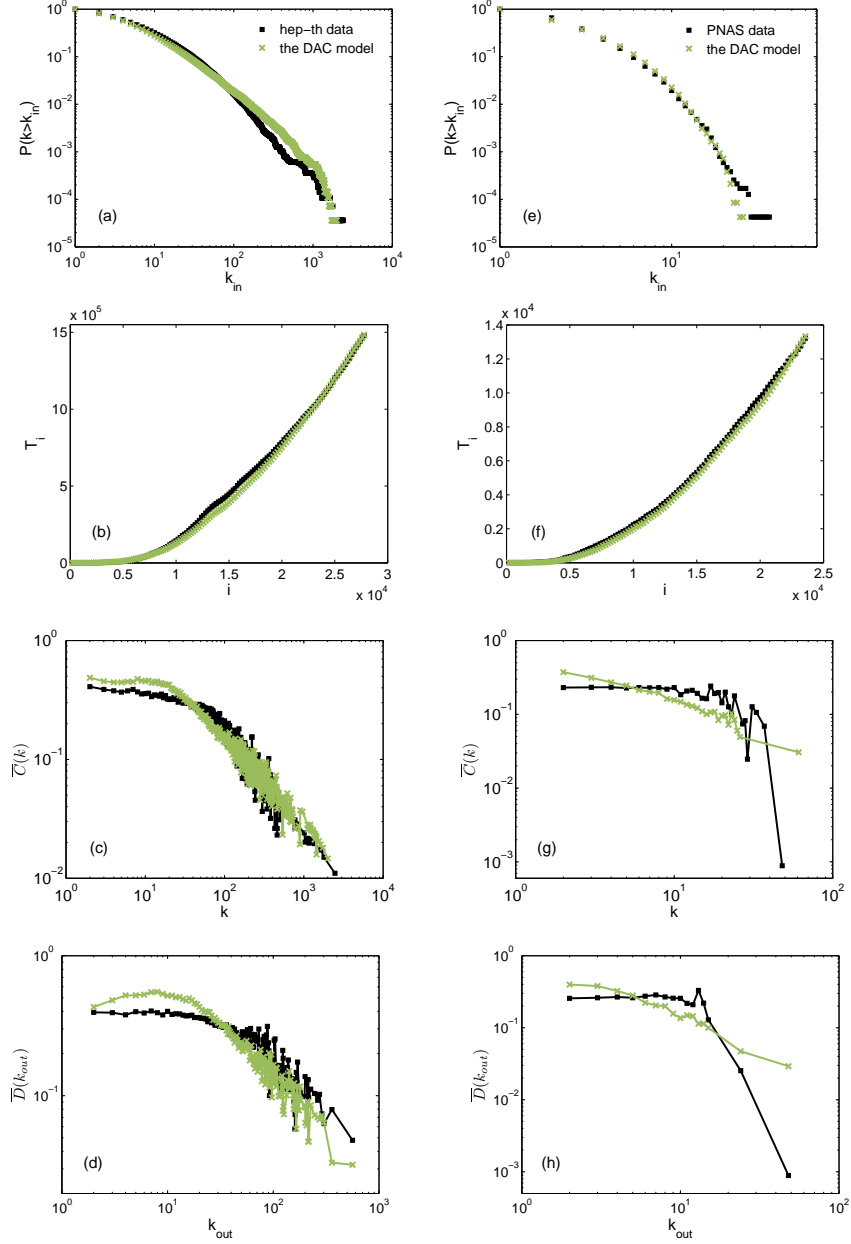 10^0
10^-1
10^-2
10^-3
10^-4
10^-5
P(k>k_in)
hep-th data
the DAC model
(a)
10^0 10^1 10^2 10^3 10^4
k_in
10^0
10^-1
10^-2
10^-3
10^-4
10^-5
P(k>k_in)
PNAS data
the DAC model
(e)
10^1
k_in
x 10^5
15
10
5
0
T_i
(b)
0 0.5 1 1.5 2 2.5 3
i
x 10^4
x 10^4
1.4
1.2
1
0.8
0.6
0.4
0.2
0
T_i
(f)
0.5 1 1.5 2 2.5
i
x 10^4
10^0
10^-1
10^-2
C̅(k)
(c)
10^0 10^1 10^2 10^3 10^4
k
10^0
10^-1
10^-2
10^-3
C̅(k)
(g)
10^0 10^1 10^2
k
10^0
10^-1
D̅(k_out)
(d)
10^0 10^1 10^2 10^3
k_out
10^0
10^-1
10^-2
10^-3
D̅(k_out)
(h)
10^0 10^1 10^2
k_out